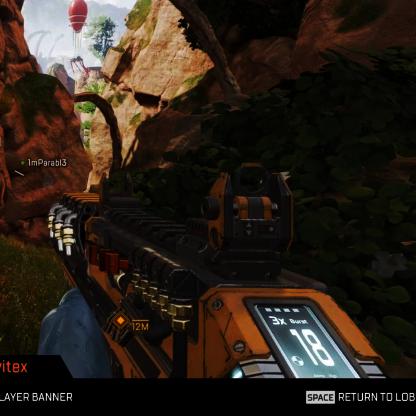 1mParabl3
12M
3x Burst
18
vitex
LAYER BANNER
SPACE RETURN TO LOB